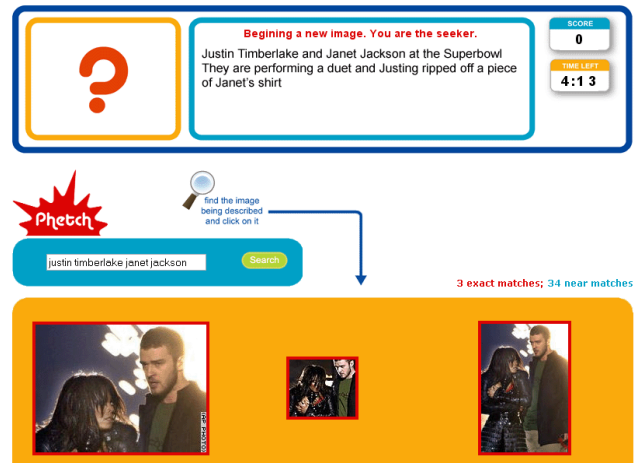 Begining a new image. You are the seeker.
Justin Timberlake and Janet Jackson at the Superbowl
They are performing a duet and Justing ripped off a piece
of Janet's shirt
SCORE
0
TIME LEFT
4:13
?
Phetch
find the image
being described
and click on it
justin timberlake janet jackson
Search
3 exact matches; 34 near matches